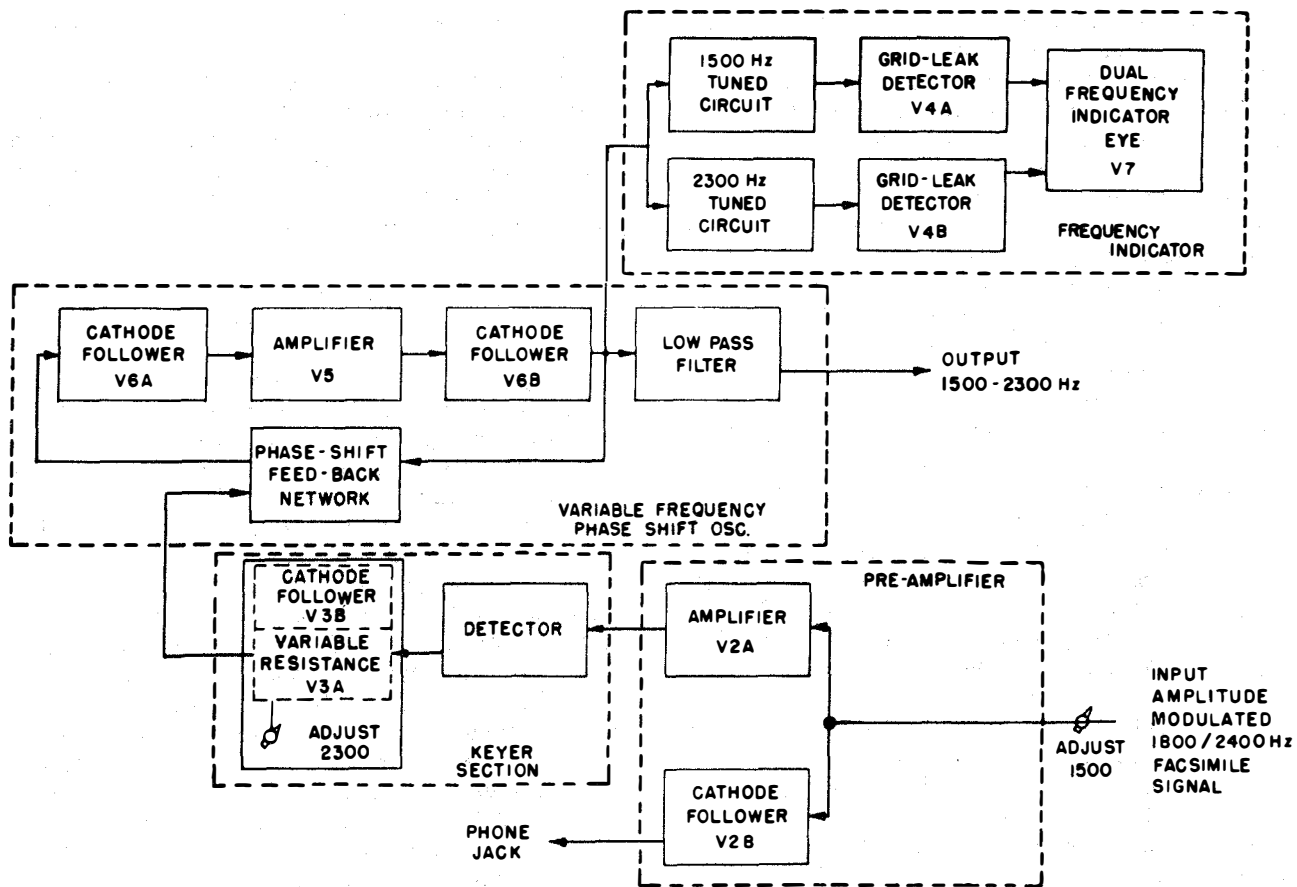 1500 Hz
TUNED
CIRCUIT
GRID-LEAK
DETECTOR
V4A
DUAL
FREQUENCY
INDICATOR
EYE
V7
2300 Hz
TUNED
CIRCUIT
GRID-LEAK
DETECTOR
V4B
FREQUENCY
INDICATOR
CATHODE
FOLLOWER
V6A
AMPLIFIER
V5
CATHODE
FOLLOWER
V6B
LOW PASS
FILTER
OUTPUT
1500-2300 Hz
PHASE-SHIFT
FEED-BACK
NETWORK
VARIABLE FREQUENCY
PHASE SHIFT OSC.
CATHODE
FOLLOWER
V3B
VARIABLE
RESISTANCE
V3A
ADJUST
2300
DETECTOR
KEYER
SECTION
PRE-AMPLIFIER
AMPLIFIER
V2A
CATHODE
FOLLOWER
V2B
PHONE
JACK
ADJUST
1500
INPUT
AMPLITUDE
MODULATED
1800/2400 Hz
FACSIMILE
SIGNAL